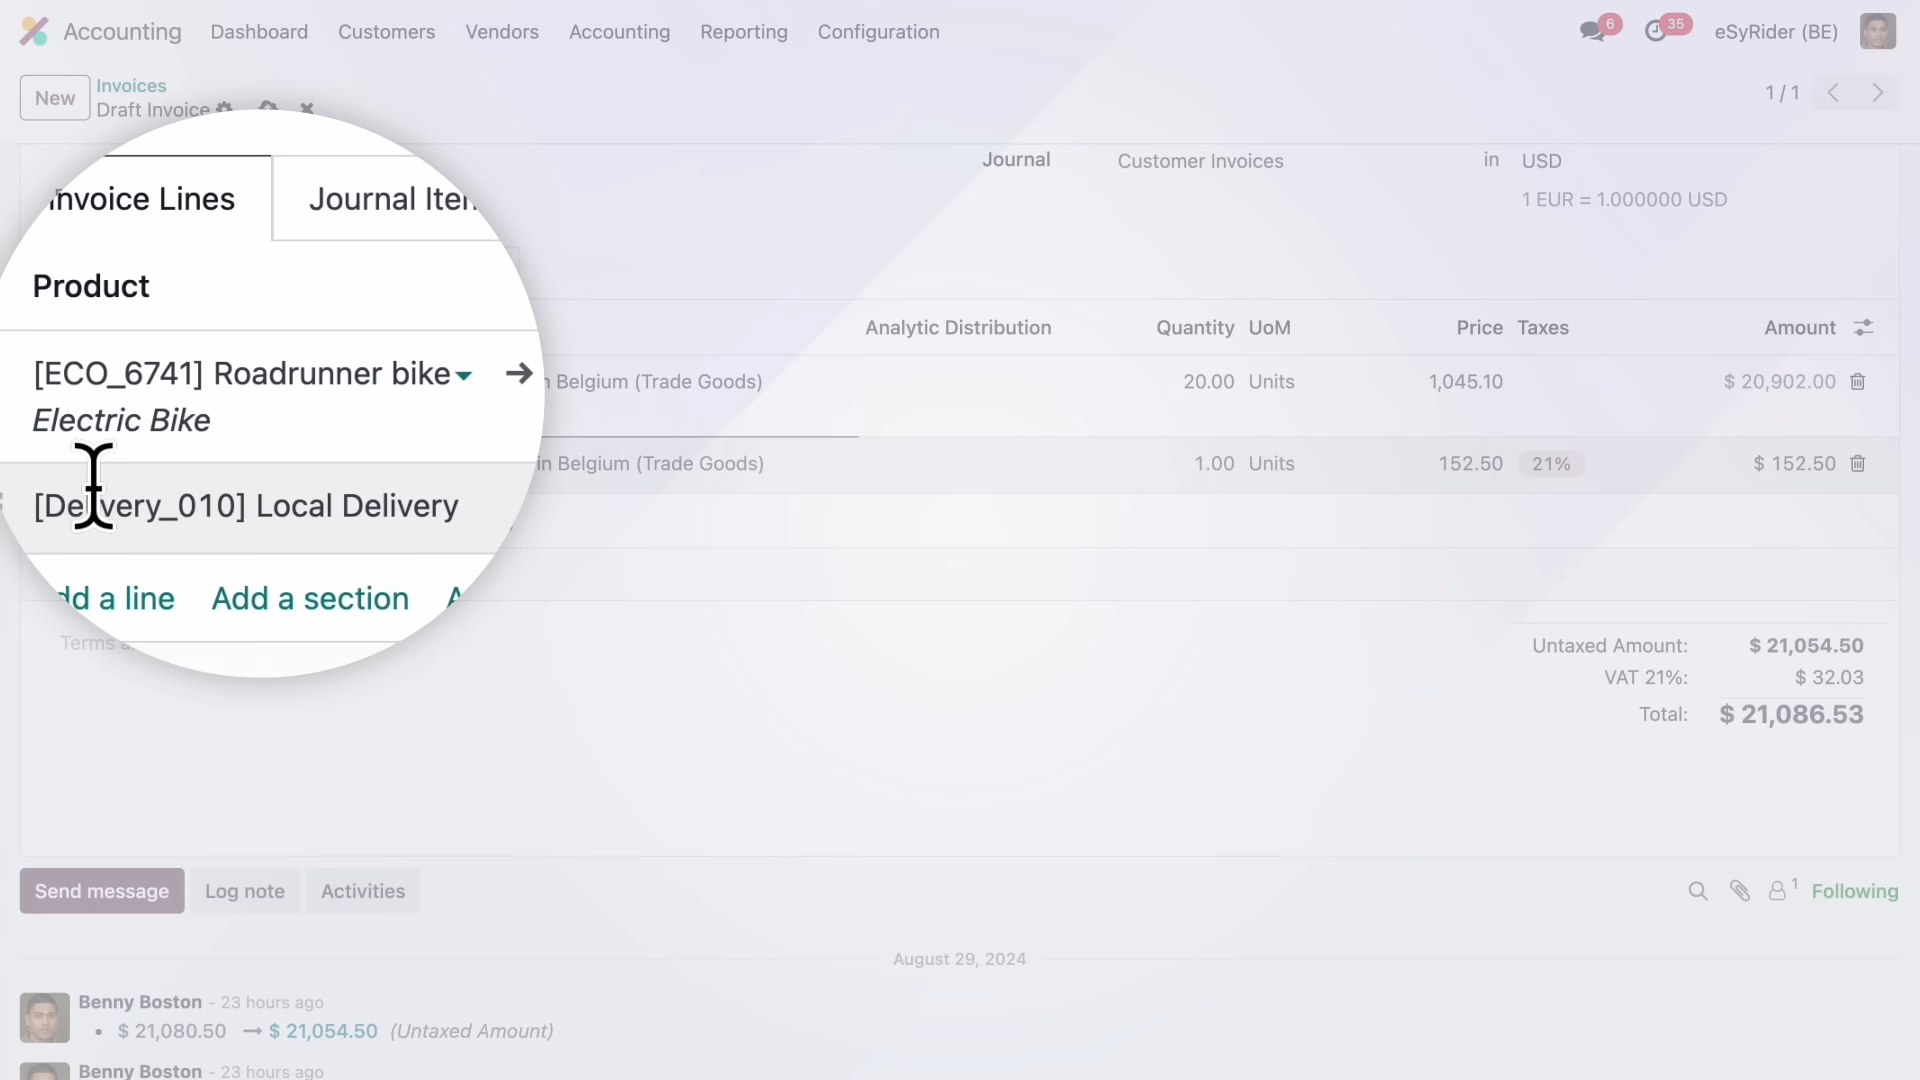 Accounting Dashboard Customers Vendors Accounting Reporting Configuration 6 35 eSyRider (BE)
New
Invoices
Draft Invoice
1 / 1
Journal Customer Invoices in USD
1 EUR = 1.000000 USD
Invoice Lines Journal Iten
Product Analytic Distribution Quantity UoM Price Taxes Amount
[ECO_6741] Roadrunner bike in Belgium (Trade Goods) 20.00 Units 1,045.10 $ 20,902.00
Electric Bike
[Delivery_010] Local Delivery in Belgium (Trade Goods) 1.00 Units 152.50 21% $ 152.50
dd a line Add a section
Terms
Untaxed Amount: $ 21,054.50
VAT 21%: $ 32.03
Total: $ 21,086.53
Send message Log note Activities 1 Following
August 29, 2024
Benny Boston - 23 hours ago
• $ 21,080.50 → $ 21,054.50 (Untaxed Amount)
Benny Boston - 23 hours ago